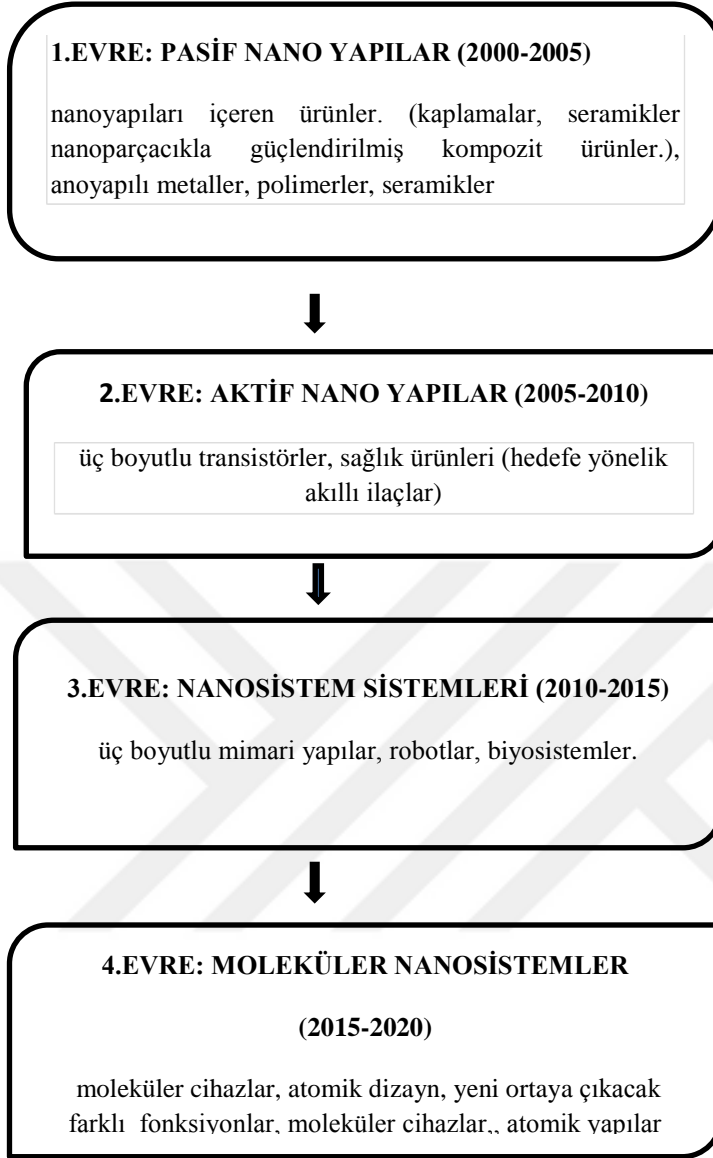 1.EVRE: PASİF NANO YAPILAR (2000-2005)
nanoyapıları içeren ürünler. (kaplamalar, seramikler
nanoparçacıkla güçlendirilmiş kompozit ürünler.),
anoyapılı metaller, polimerler, seramikler
2.EVRE: AKTİF NANO YAPILAR (2005-2010)
üç boyutlu transistörler, sağlık ürünleri (hedefe yönelik
akıllı ilaçlar)
3.EVRE: NANOSİSTEM SİSTEMLERİ (2010-2015)
üç boyutlu mimari yapılar, robotlar, biyosistemler.
4.EVRE: MOLEKÜLER NANOSİSTEMLER
(2015-2020)
moleküler cihazlar, atomik dizayn, yeni ortaya çıkacak
farklı fonksiyonlar, moleküler cihazlar,, atomik yapılar